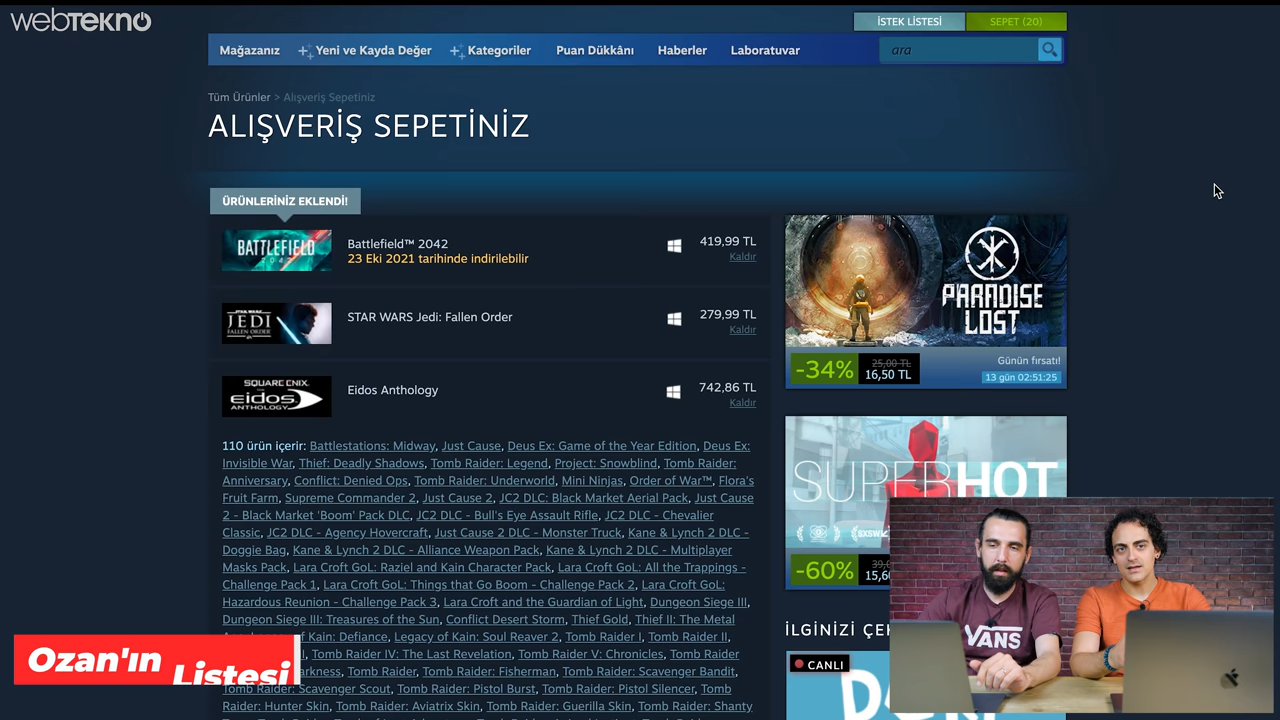 webTEKNO
İSTEK LİSTESİ
SEPET (20)
Mağazanız
Yeni ve Kayda Değer
Kategoriler
Puan Dükkânı
Haberler
Laboratuvar
ara
Tüm Ürünler > Alışveriş Sepetiniz
ALIŞVERİŞ SEPETİNİZ
ÜRÜNLERİNİZ EKLENDİ!
BATTLEFIELD 2042
Battlefield™ 2042
23 Eki 2021 tarihinde indirilebilir
419,99 TL
Kaldır
STAR WARS
JEDI
FALLEN ORDER
STAR WARS Jedi: Fallen Order
279,99 TL
Kaldır
SQUARE ENIX
eidos
ANTHOLOGY
Eidos Anthology
742,86 TL
Kaldır
110 ürün içerir: Battlestations: Midway, Just Cause, Deus Ex: Game of the Year Edition, Deus Ex:
Invisible War, Thief: Deadly Shadows, Tomb Raider: Legend, Project: Snowblind, Tomb Raider:
Anniversary, Conflict: Denied Ops, Tomb Raider: Underworld, Mini Ninjas, Order of War™, Flora's
Fruit Farm, Supreme Commander 2, Just Cause 2, JC2 DLC: Black Market Aerial Pack, Just Cause
2 - Black Market 'Boom' Pack DLC, JC2 DLC - Bull's Eye Assault Rifle, JC2 DLC - Chevalier
Classic, JC2 DLC - Agency Hovercraft, Just Cause 2 DLC - Monster Truck, Kane & Lynch 2 DLC -
Doggie Bag, Kane & Lynch 2 DLC - Alliance Weapon Pack, Kane & Lynch 2 DLC - Multiplayer
Masks Pack, Lara Croft GoL: Raziel and Kain Character Pack, Lara Croft GoL: All the Trappings -
Challenge Pack 1, Lara Croft GoL: Things that Go Boom - Challenge Pack 2, Lara Croft GoL:
Hazardous Reunion - Challenge Pack 3, Lara Croft and the Guardian of Light, Dungeon Siege III,
Dungeon Siege III: Treasures of the Sun, Conflict Desert Storm, Thief Gold, Thief II: The Metal
of Kain: Defiance, Legacy of Kain: Soul Reaver 2, Tomb Raider I, Tomb Raider II,
Tomb Raider IV: The Last Revelation, Tomb Raider V: Chronicles, Tomb Raider
Tomb Raider, Tomb Raider: Fisherman, Tomb Raider: Scavenger Bandit,
Tomb Raider: Scavenger Scout, Tomb Raider: Pistol Burst, Tomb Raider: Pistol Silencer, Tomb
Raider: Hunter Skin, Tomb Raider: Aviatrix Skin, Tomb Raider: Guerilla Skin, Tomb Raider: Shanty
PARADISE
LOST
-34%
25,00 TL
16,50 TL
Günün fırsatı!
13 gün 02:51:25
SUPERHOT
SXSW
-60%
CANLI
VANS
Ozan'ın
Listesi